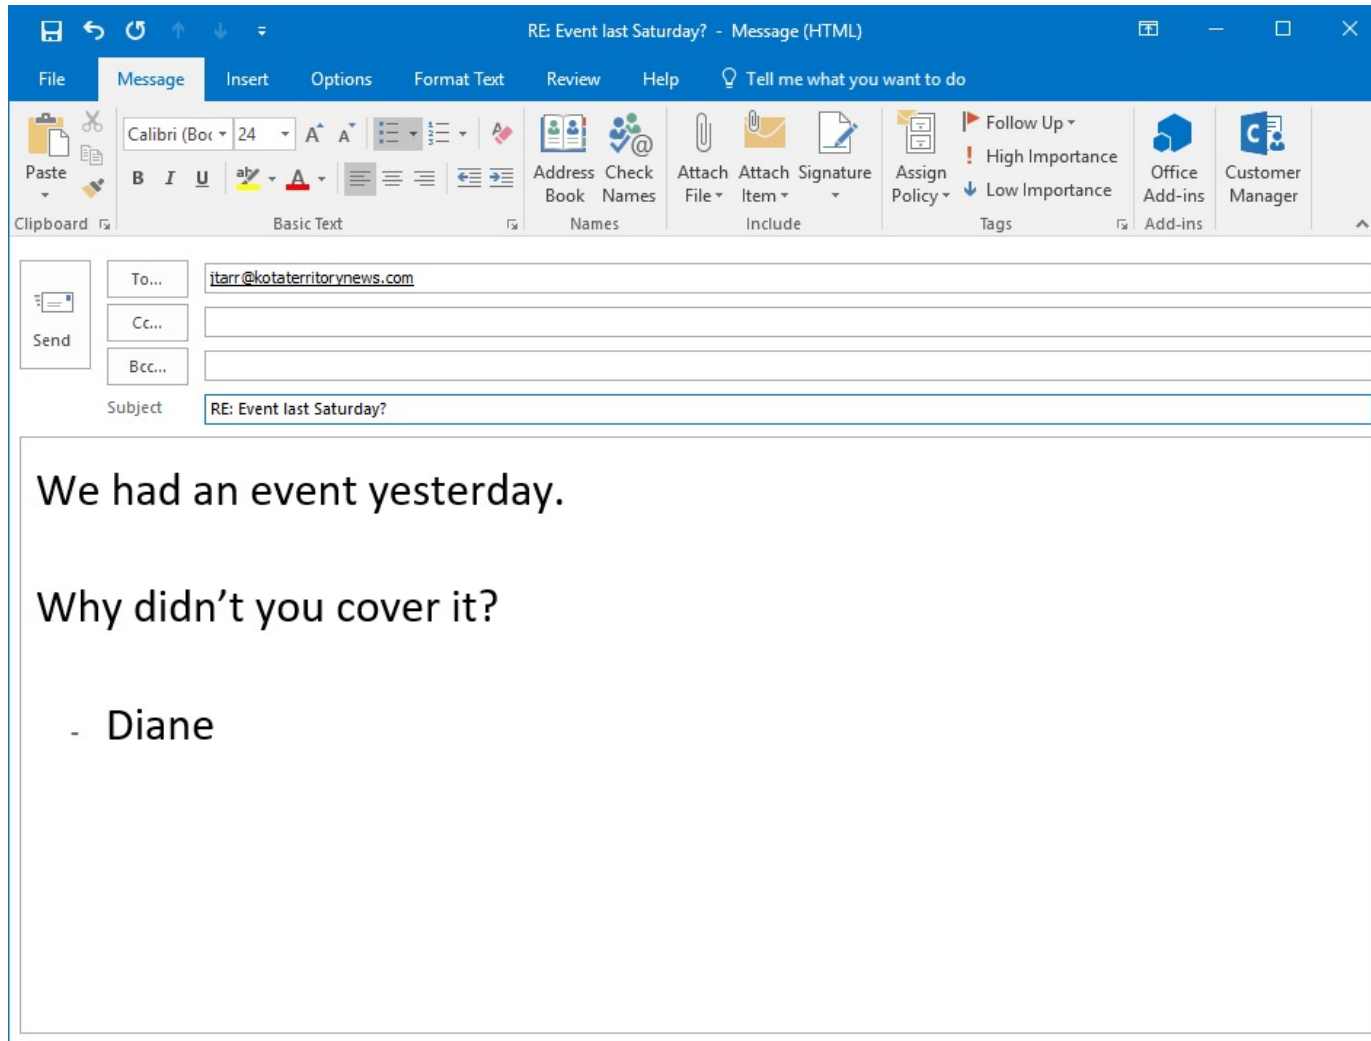 RE: Event last Saturday? - Message (HTML)
File Message Insert Options Format Text Review Help Tell me what you want to do
Paste
Clipboard
Calibri (Boc 24
B I U
Basic Text
Address Book
Check Names
Names
Attach File
Attach Item
Signature
Include
Assign Policy
Follow Up
High Importance
Low Importance
Tags
Office Add-ins
Add-ins
Customer Manager
Send
To... jtarr@kotaterritorynews.com
Cc...
Bcc...
Subject RE: Event last Saturday?
We had an event yesterday.
Why didn’t you cover it?
- Diane